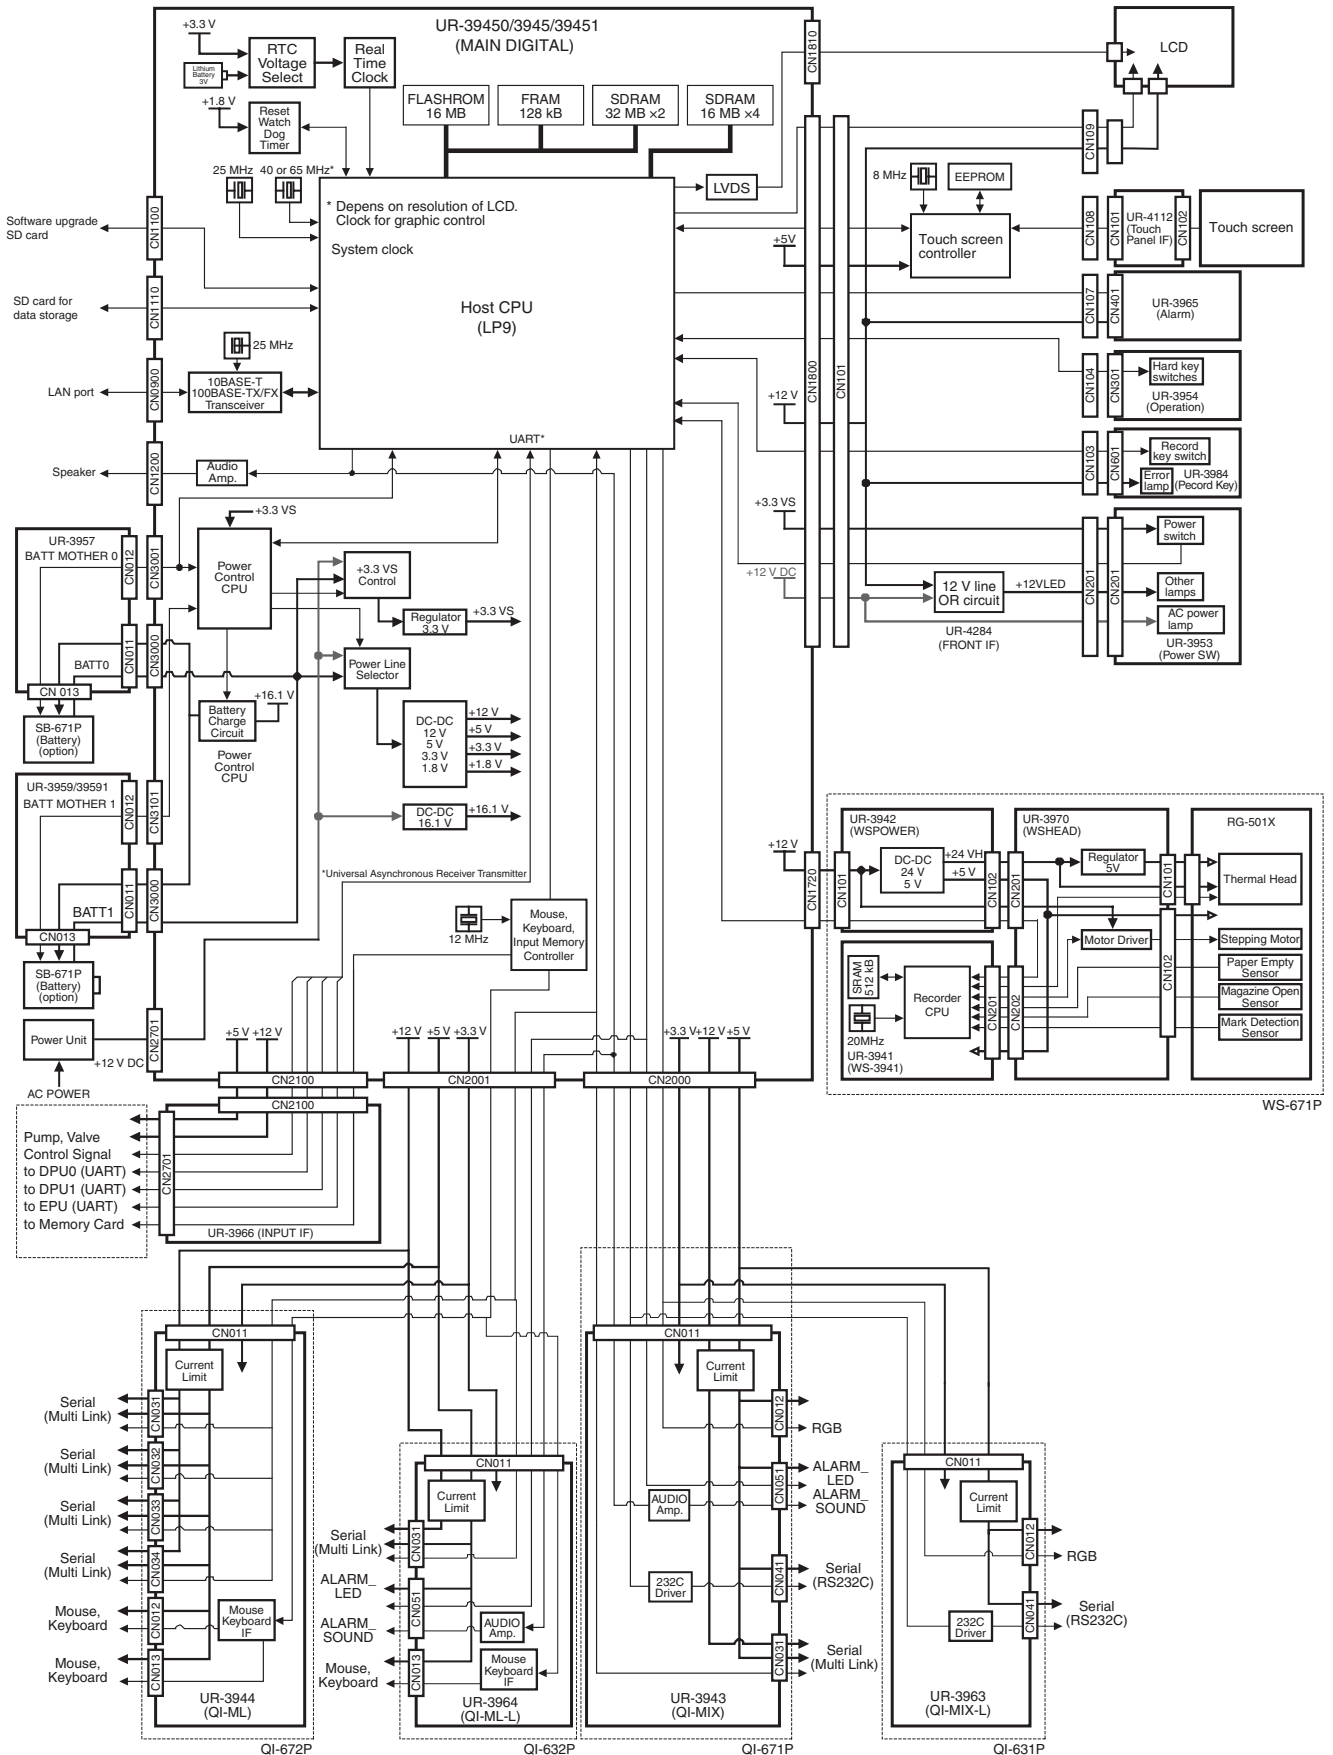 UR-39450/3945/39451
(MAIN DIGITAL)
+3.3 V
Lithium
Battery
3V
RTC
Voltage
Select
Real
Time
Clock
+1.8 V
Reset
Watch
Dog
Timer
FLASHROM
16 MB
FRAM
128 kB
SDRAM
32 MB ×2
SDRAM
16 MB ×4
25 MHz
40 or 65 MHz*
* Depens on resolution of LCD.
Clock for graphic control
System clock
Host CPU
(LP9)
UART*
LVDS
CN1810
LCD
CN109
8 MHz
EEPROM
+5V
Touch screen
controller
CN108
CN101
UR-4112
(Touch
Panel IF)
CN102
Touch screen
CN107
CN401
UR-3965
(Alarm)
CN104
CN301
Hard key
switches
UR-3954
(Operation)
CN103
CN601
Record
key switch
Error
lamp
UR-3984
(Pecord Key)
CN1800
CN101
+12 V
+3.3 VS
+12 V DC
12 V line
OR circuit
+12VLED
UR-4284
(FRONT IF)
CN201
CN201
Power
switch
Other
lamps
AC power
lamp
UR-3953
(Power SW)
Software upgrade
SD card
CN1100
SD card for
data storage
CN1110
25 MHz
LAN port
CN0900
10BASE-T
100BASE-TX/FX
Transceiver
Speaker
CN1200
Audio
Amp.
+3.3 VS
UR-3957
BATT MOTHER 0
CN012
CN3001
Power
Control
CPU
+3.3 VS
Control
Regulator
3.3 V
+3.3 VS
CN011
CN3000
BATT0
CN 013
SB-671P
(Battery)
(option)
Power Line
Selector
Battery
Charge
Circuit
+16.1 V
Power
Control
CPU
DC-DC
12 V
5 V
3.3 V
1.8 V
+12 V
+5 V
+3.3 V
+1.8 V
DC-DC
16.1 V
+16.1 V
UR-3959/39591
BATT MOTHER 1
CN012
CN3101
CN011
CN3000
BATT1
CN013
SB-671P
(Battery)
(option)
*Universal Asynchronous Receiver Transmitter
12 MHz
Mouse,
Keyboard,
Input Memory
Controller
Power Unit
+12 V DC
CN2701
AC POWER
+5 V
+12 V
+12 V
+5 V
+3.3 V
+3.3 V
+12 V
+5 V
CN2100
CN2001
CN2000
+12 V
CN1720
CN101
UR-3942
(WSPOWER)
DC-DC
24 V
5 V
+24 VH
+5 V
CN102
CN201
UR-3970
(WSHEAD)
Regulator
5V
CN101
RG-501X
Thermal Head
Motor Driver
CN102
Stepping Motor
Paper Empty
Sensor
Magazine Open
Sensor
Mark Detection
Sensor
SRAM
512 kB
Recorder
CPU
20MHz
UR-3941
(WS-3941)
CN201
CN202
WS-671P
CN2100
CN2701
Pump, Valve
Control Signal
to DPU0 (UART)
to DPU1 (UART)
to EPU (UART)
to Memory Card
UR-3966 (INPUT IF)
CN011
Current
Limit
Serial
(Multi Link)
CN031
Serial
(Multi Link)
CN032
Serial
(Multi Link)
CN033
Serial
(Multi Link)
CN034
Mouse,
Keyboard
CN012
Mouse
Keyboard
IF
Mouse,
Keyboard
CN013
UR-3944
(QI-ML)
QI-672P
CN011
Current
Limit
Serial
(Multi Link)
CN031
ALARM_
LED
CN051
ALARM_
SOUND
AUDIO
Amp.
Mouse,
Keyboard
CN013
Mouse
Keyboard
IF
UR-3964
(QI-ML-L)
QI-632P
CN011
Current
Limit
CN012
RGB
AUDIO
Amp.
CN051
ALARM_
LED
ALARM_
SOUND
232C
Driver
CN041
Serial
(RS232C)
CN031
Serial
(Multi Link)
UR-3943
(QI-MIX)
QI-671P
CN011
Current
Limit
CN012
RGB
232C
Driver
CN041
Serial
(RS232C)
UR-3963
(QI-MIX-L)
QI-631P